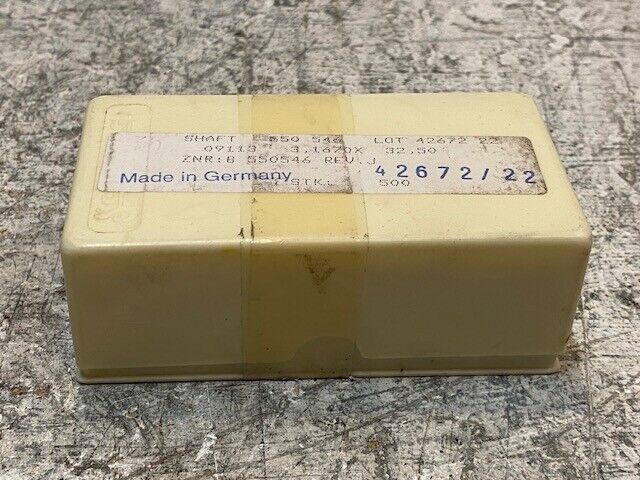 SHAFT 550 546 LOT 42672 22
09113 3,1670X 32,50
ZNR:B 550546 REV.J
Made in Germany 42672/22
STK: 500